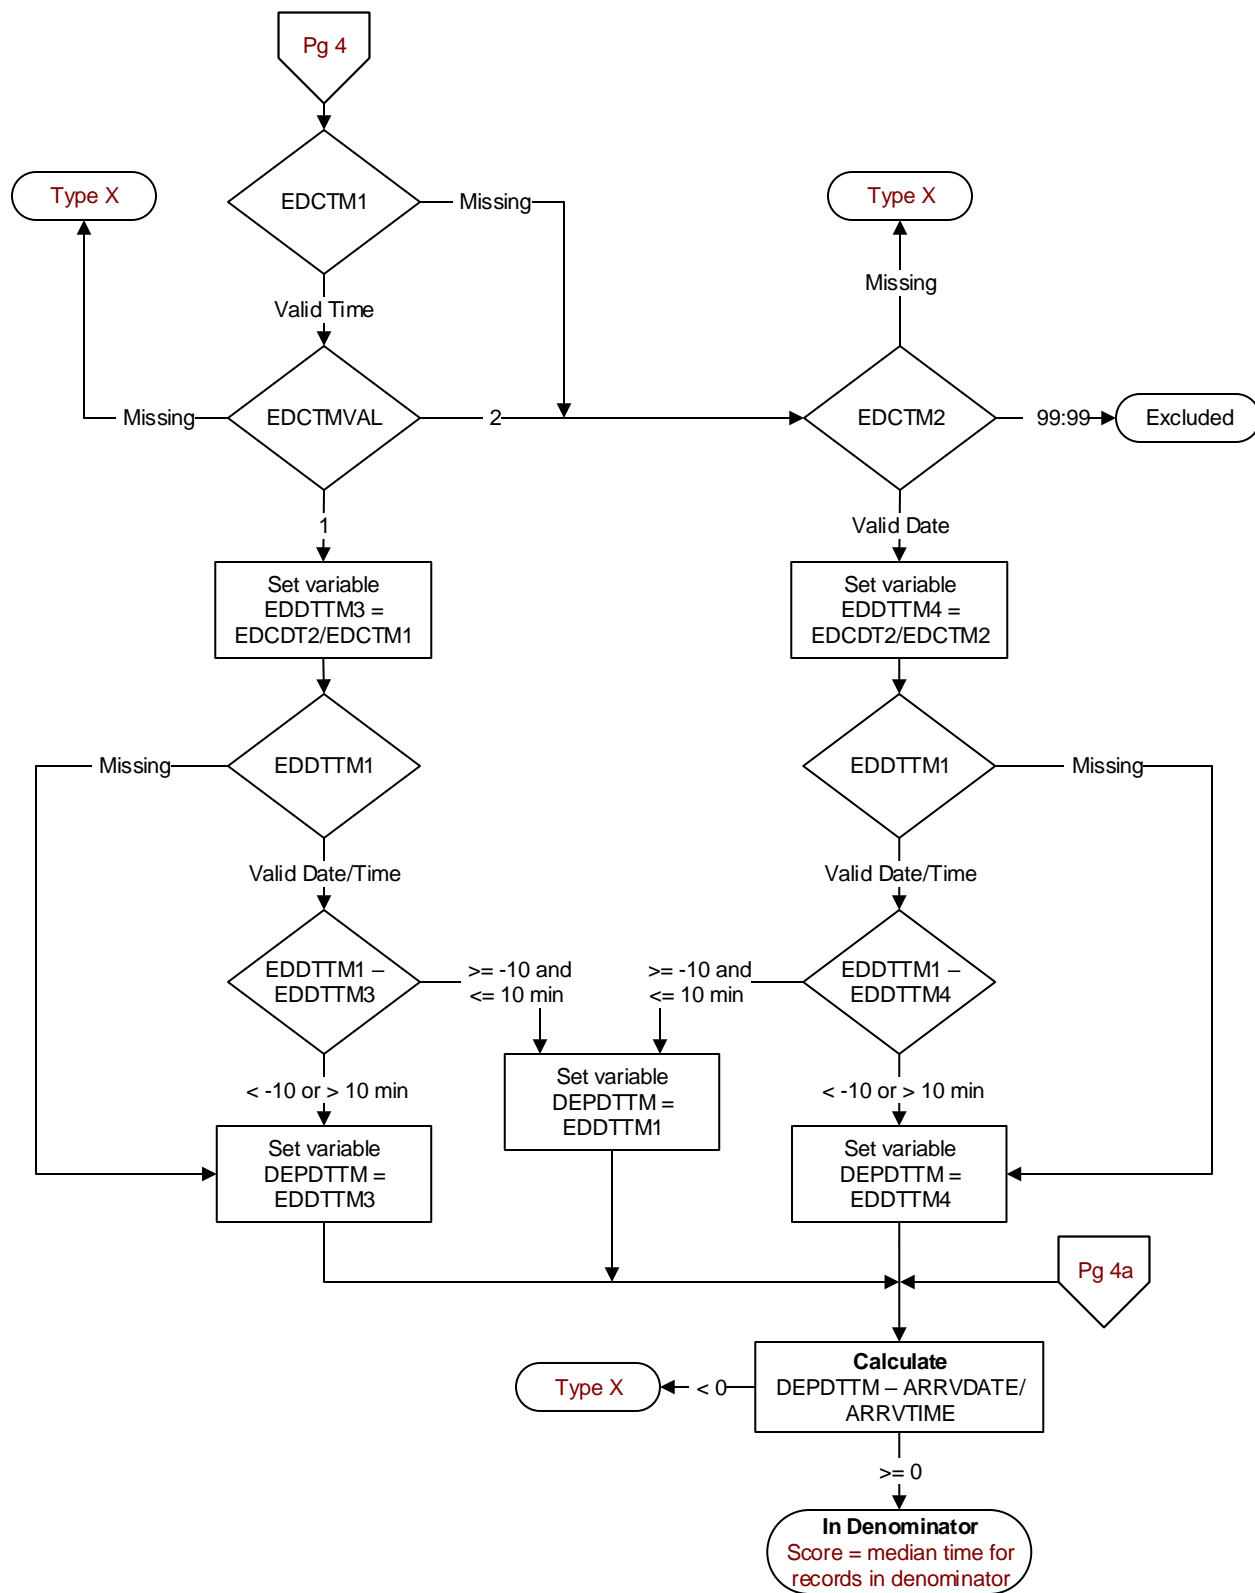 Pg 4
Type X
EDCTM1
Missing
Type X
Missing
Valid Time
Missing
EDCTMVAL
2
EDCTM2
99:99
Excluded
1
Valid Date
Set variable
EDDTTM3 =
EDCDT2/EDCTM1
Set variable
EDDTTM4 =
EDCDT2/EDCTM2
Missing
EDDTTM1
EDDTTM1
Missing
Valid Date/Time
Valid Date/Time
EDDTTM1 –
EDDTTM3
>= -10 and
<= 10 min
>= -10 and
<= 10 min
EDDTTM1 –
EDDTTM4
< -10 or > 10 min
Set variable
DEPDTTM =
EDDTTM1
< -10 or > 10 min
Set variable
DEPDTTM =
EDDTTM3
Set variable
DEPDTTM =
EDDTTM4
Pg 4a
Type X
< 0
Calculate
DEPDTTM – ARRVDATE/
ARRVTIME
>= 0
In Denominator
Score = median time for
records in denominator